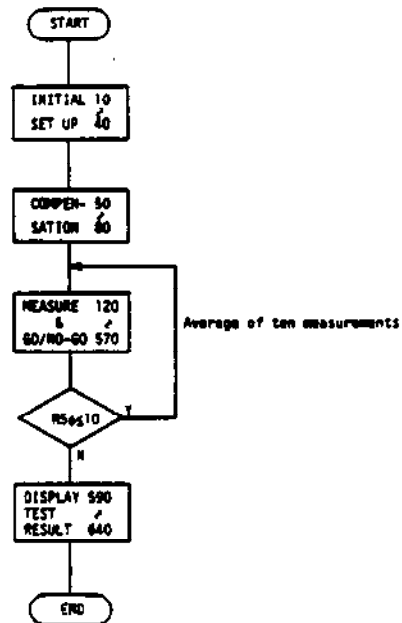 START
INITIAL 10
SET UP 40
COMPEN- 50
SATION 80
MEASURE 120
&
GO/NO-GO 570
Average of ten measurements
Y
N
DISPLAY 590
TEST
RESULT 640
END